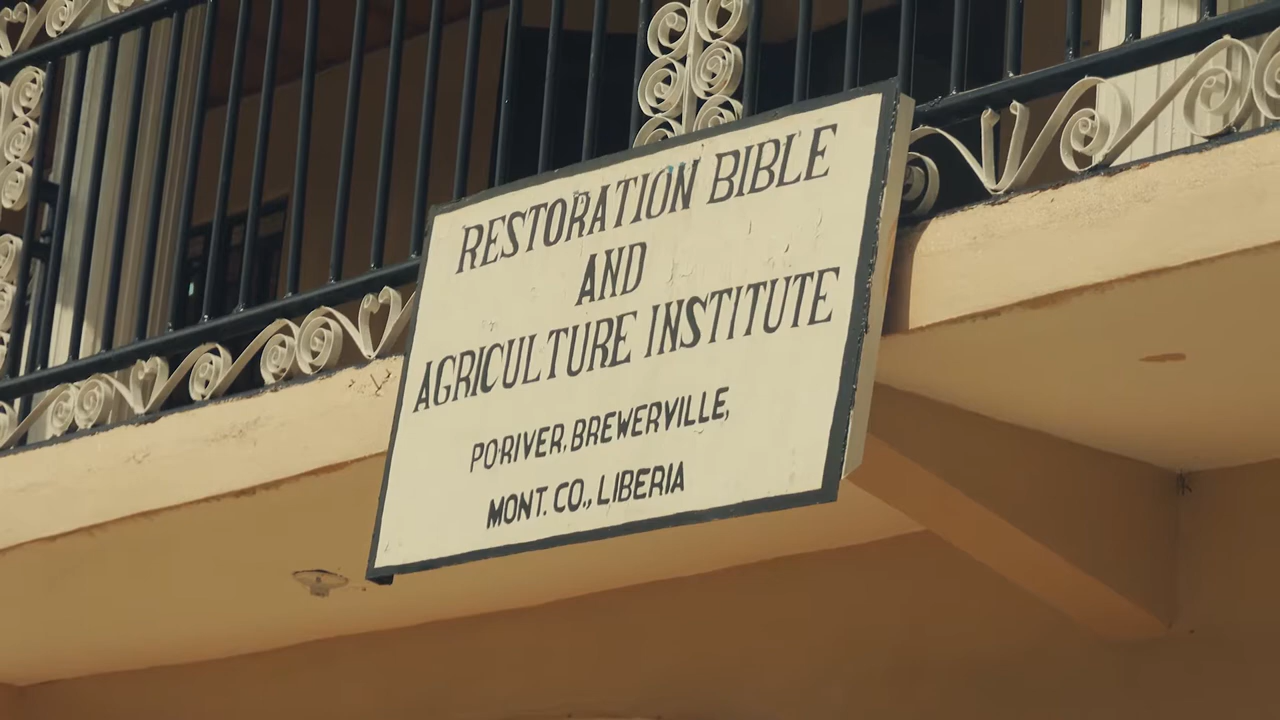 RESTORATION BIBLE
AND
AGRICULTURE INSTITUTE
PO·RIVER, BREWERVILLE,
MONT. CO., LIBERIA